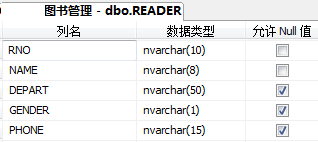 图书管理 - dbo.READER
列名 数据类型 允许 Null 值
RNO nvarchar(10)
NAME nvarchar(8)
DEPART nvarchar(50)
GENDER nvarchar(1)
PHONE nvarchar(15)